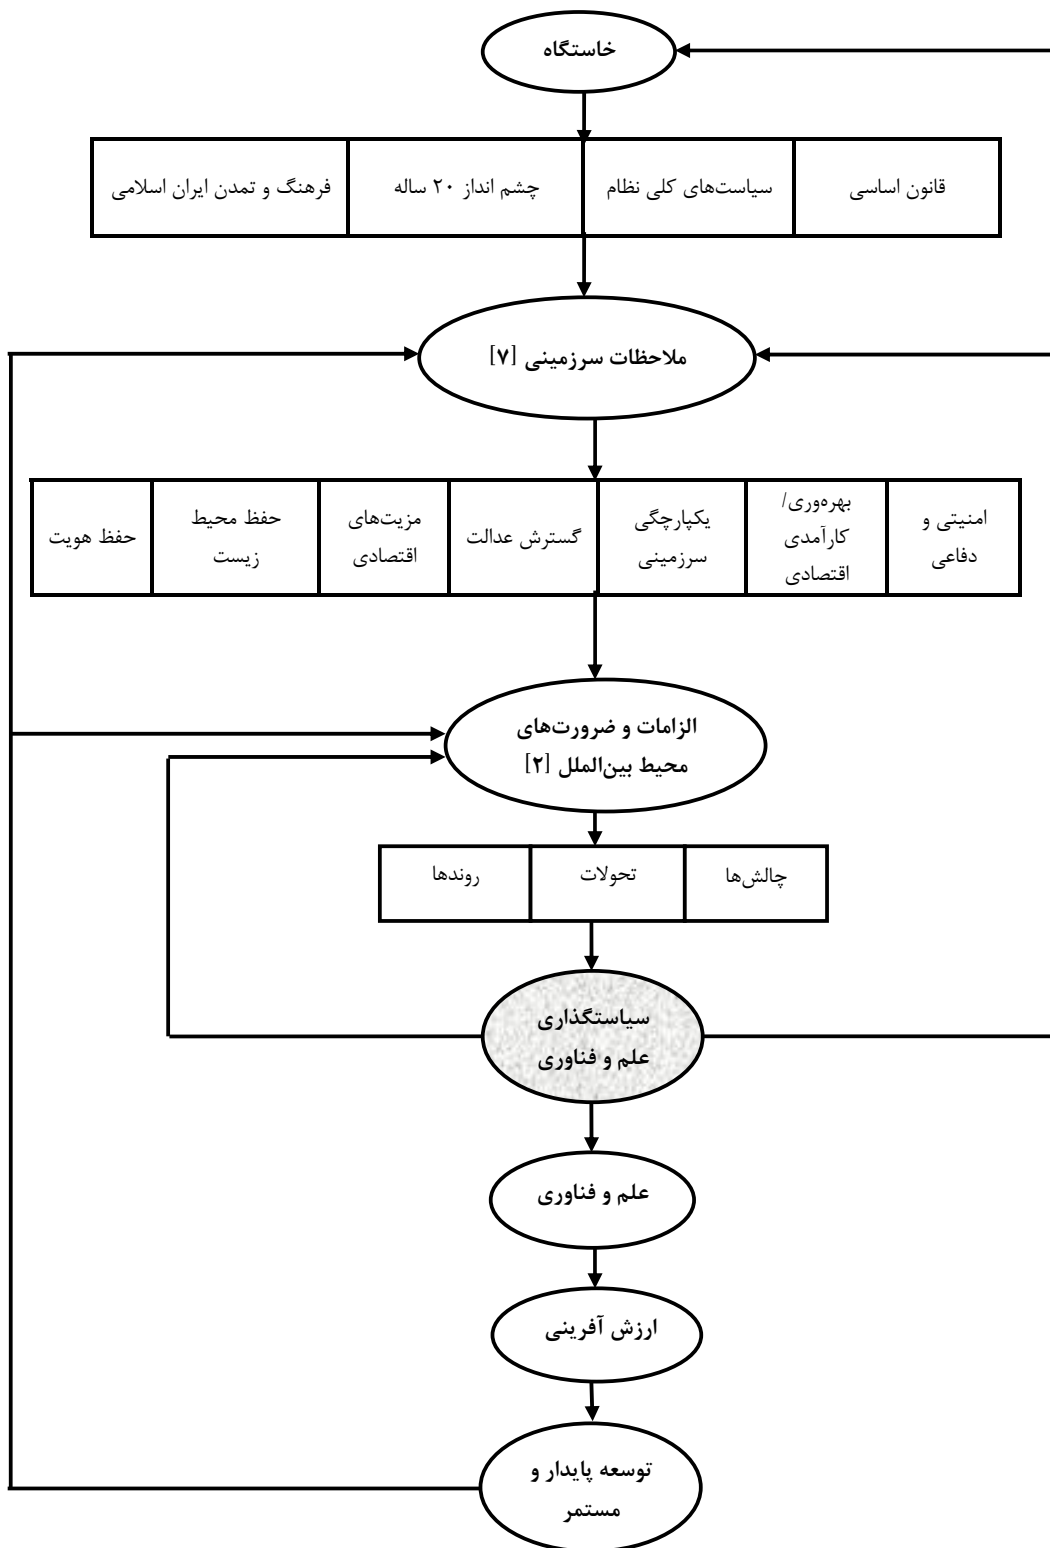 خاستگاه
قانون اساسی
سیاست‌های کلی نظام
چشم انداز ۲۰ ساله
فرهنگ و تمدن ایران اسلامی
ملاحظات سرزمینی [۷]
امنیتی و
دفاعی
بهره‌وری/
کارآمدی
اقتصادی
یکپارچگی
سرزمینی
گسترش عدالت
مزیت‌های
اقتصادی
حفظ محیط
زیست
حفظ هویت
الزامات و ضرورت‌های
محیط بین‌الملل [۲]
چالش‌ها
تحولات
روندها
سیاستگذاری
علم و فناوری
علم و فناوری
ارزش آفرینی
توسعه پایدار و
مستمر